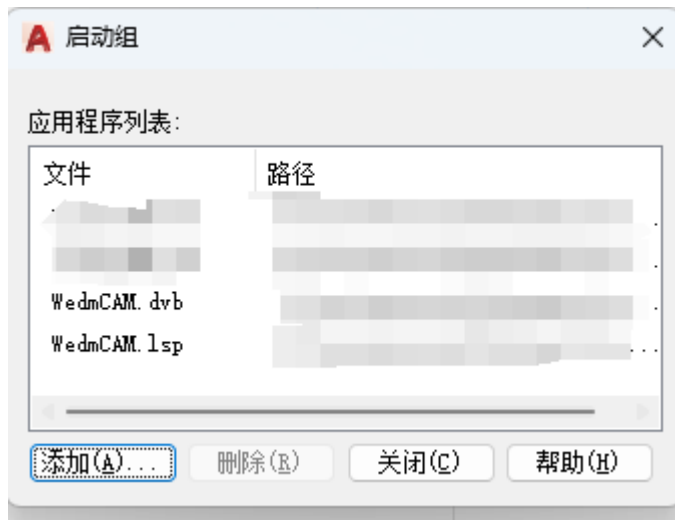 启动组
应用程序列表:
文件 路径
WedmCAM.dvb
WedmCAM.lsp ...
添加(A)... 删除(R) 关闭(C) 帮助(H)